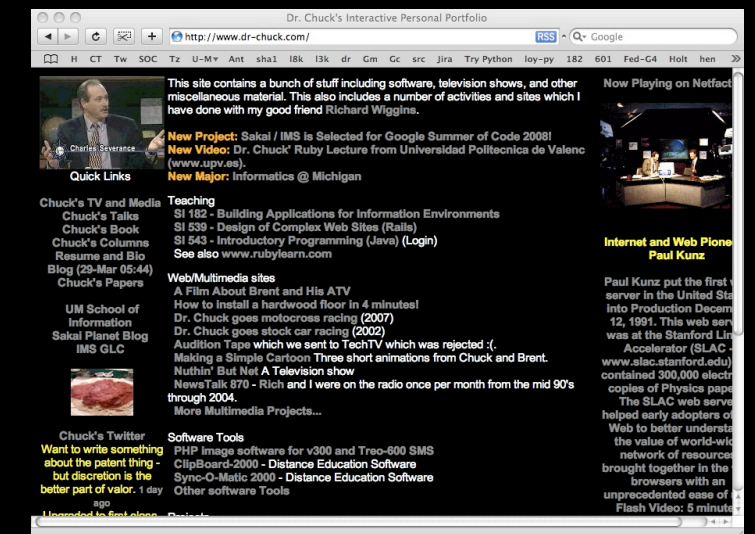 Dr. Chuck's Interactive Personal Portfolio
http://www.dr-chuck.com/
RSS
Google
H CT Tw SOC Tz U-M▾ Ant sha1 l8k l3k dr Gm Gc src Jira Try Python loy-py 182 601 Fed-G4 Holt hen »
Charles Severance
Quick Links
Chuck's TV and Media
Chuck's Talks
Chuck's Book
Chuck's Columns
Resume and Bio
Blog (29-Mar 05:44)
Chuck's Papers
UM School of
Information
Sakai Planet Blog
IMS GLC
Chuck's Twitter
Want to write something
about the patent thing -
but discretion is the
better part of valor. 1 day
ago
Upgraded to first class
This site contains a bunch of stuff including software, television shows, and other
miscellaneous material. This also includes a number of activities and sites which I
have done with my good friend Richard Wiggins.
New Project: Sakai / IMS is Selected for Google Summer of Code 2008!
New Video: Dr. Chuck' Ruby Lecture from Universidad Politecnica de Valenc
(www.upv.es).
New Major: Informatics @ Michigan
Teaching
SI 182 - Building Applications for Information Environments
SI 539 - Design of Complex Web Sites (Rails)
SI 543 - Introductory Programming (Java) (Login)
See also www.rubylearn.com
Web/Multimedia sites
A Film About Brent and His ATV
How to install a hardwood floor in 4 minutes!
Dr. Chuck goes motocross racing (2007)
Dr. Chuck goes stock car racing (2002)
Audition Tape which we sent to TechTV which was rejected :(.
Making a Simple Cartoon Three short animations from Chuck and Brent.
Nuthin' But Net A Television show
NewsTalk 870 - Rich and I were on the radio once per month from the mid 90's
through 2004.
More Multimedia Projects...
Software Tools
PHP image software for v300 and Treo-600 SMS
ClipBoard-2000 - Distance Education Software
Sync-O-Matic 2000 - Distance Education Software
Other software Tools
Projects
Now Playing on Netfact
Internet and Web Pione
Paul Kunz
Paul Kunz put the first
server in the United Sta
into Production Decem
12, 1991. This web serv
was at the Stanford Lin
Accelerator (SLAC -
www.slac.stanford.edu)
contained 300,000 electr
copies of Physics pape
The SLAC web serve
helped early adopters of
Web to better understa
the value of world-wid
network of resource
brought together in the
browsers with an
unprecedented ease of
Flash Video: 5 minute